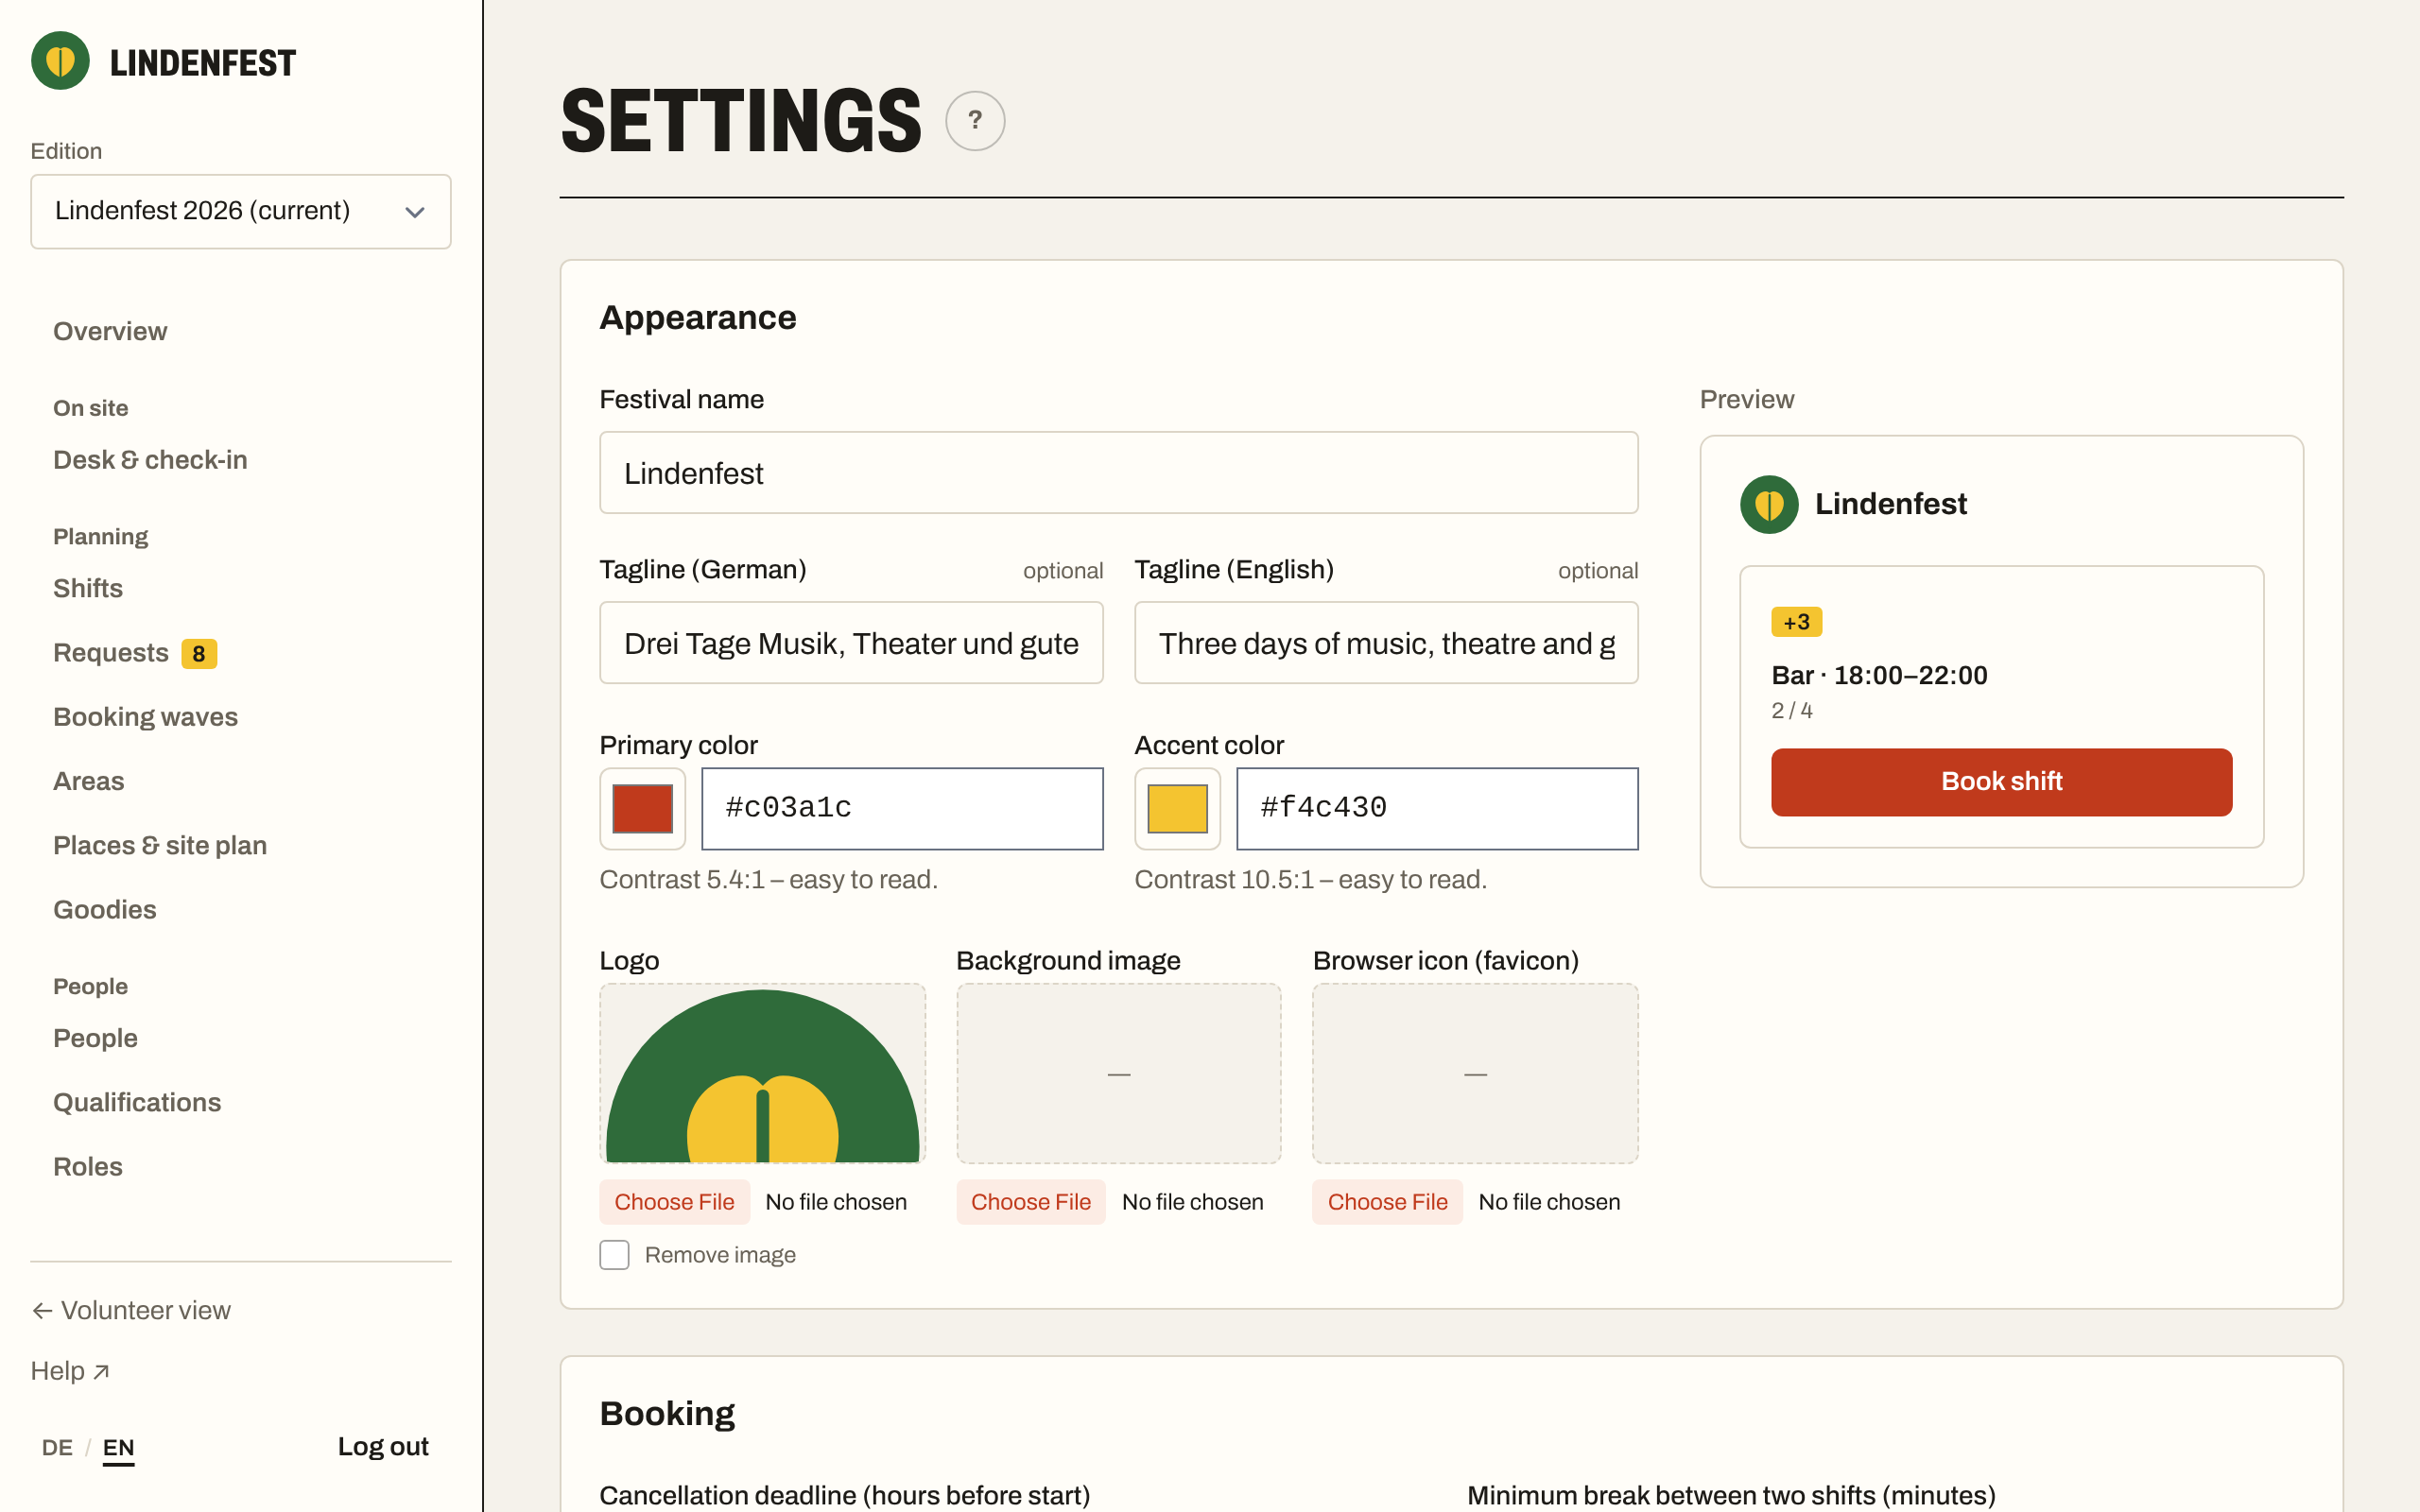 LINDENFEST
Edition
Lindenfest 2026 (current)
Overview
On site
Desk & check-in
Planning
Shifts
Requests 8
Booking waves
Areas
Places & site plan
Goodies
People
People
Qualifications
Roles
← Volunteer view
Help ↗
DE / EN
Log out
SETTINGS ?
Appearance
Festival name
Lindenfest
Tagline (German) optional
Drei Tage Musik, Theater und gute
Tagline (English) optional
Three days of music, theatre and g
Primary color
#c03a1c
Contrast 5.4:1 – easy to read.
Accent color
#f4c430
Contrast 10.5:1 – easy to read.
Logo
Choose File No file chosen
Remove image
Background image
—
Choose File No file chosen
Browser icon (favicon)
—
Choose File No file chosen
Preview
Lindenfest
+3
Bar · 18:00–22:00
2 / 4
Book shift
Booking
Cancellation deadline (hours before start)
Minimum break between two shifts (minutes)